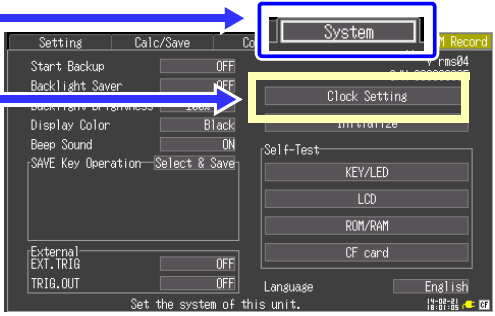 System
Setting
Calc/Save
Record
Start Backup OFF
Backlight Saver OFF
Clock Setting
Display Color Black
Initialize
Beep Sound ON
SAVE Key Operation Select & Save
Self-Test
KEY/LED
LCD
ROM/RAM
CF card
External
EXT.TRIG OFF
TRIG.OUT OFF
Language English
Set the system of this unit.
CF